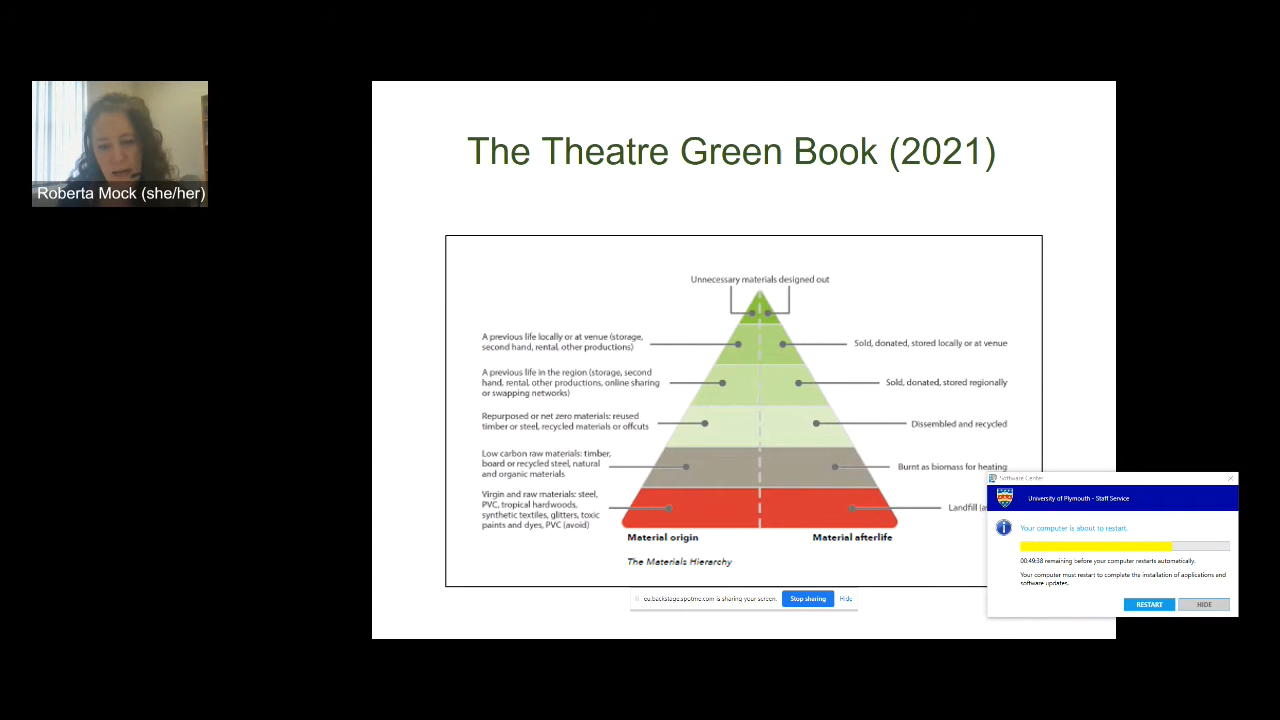 Roberta Mock (she/her)
The Theatre Green Book (2021)
Unnecessary materials designed out
A previous life locally or at venue (storage,
second hand, rental, other productions)
Sold, donated, stored locally or at venue
A previous life in the region (storage, second
hand, rental, other productions, online sharing
or swapping networks)
Sold, donated, stored regionally
Repurposed or net zero materials: reused
timber or steel, recycled materials or offcuts
Dissembled and recycled
Low carbon raw materials: timber,
board or recycled steel, natural
and organic materials
Burnt as biomass for heating
Virgin and raw materials: steel,
PVC, tropical hardwoods,
synthetic textiles, glitters, toxic
paints and dyes, PVC (avoid)
Landfill
Material origin
Material afterlife
The Materials Hierarchy
eu.backstage.spotme.com is sharing your screen.
Stop sharing
Hide
Software Center
University of Plymouth - Staff Service
Your computer is about to restart.
00:49:38 remaining before your computer restarts automatically.
Your computer must restart to complete the installation of applications and
software updates.
RESTART
HIDE